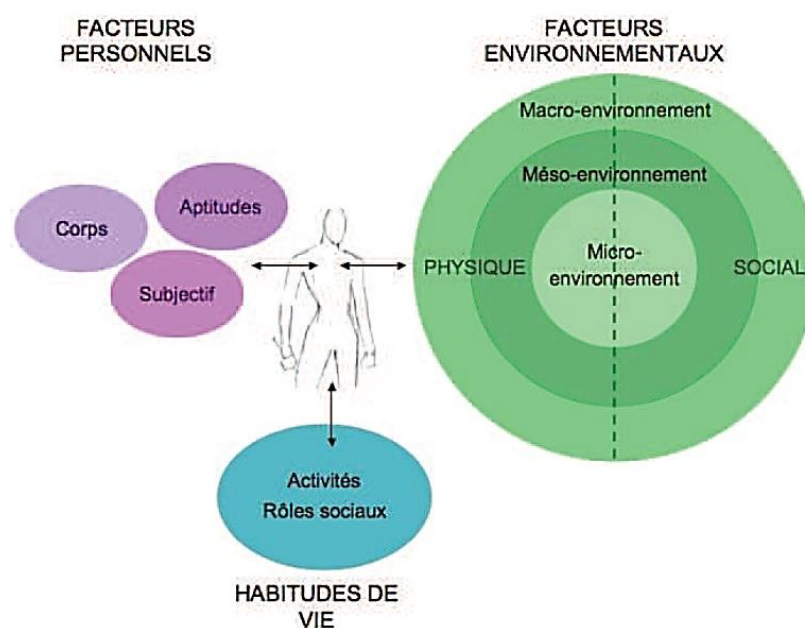 FACTEURS
PERSONNELS
FACTEURS
ENVIRONNEMENTAUX
Macro-environnement
Méso-environnement
Aptitudes
Corps
Micro-
environnement
PHYSIQUE
SOCIAL
Subjectif
Activités
Rôles sociaux
HABITUDES DE
VIE